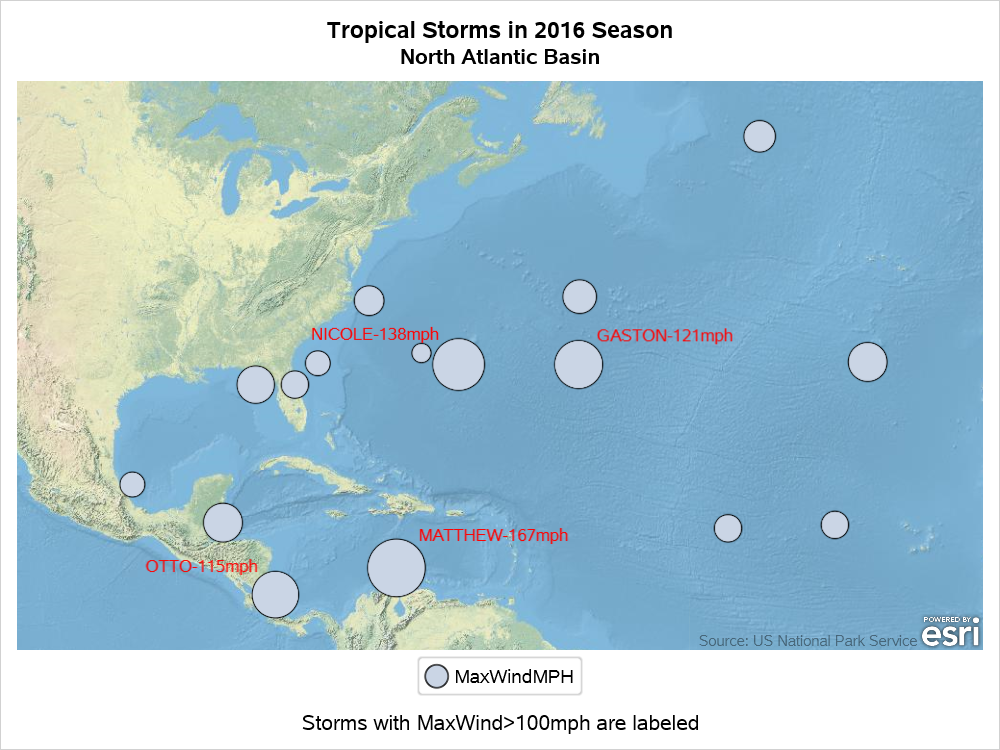 Tropical Storms in 2016 Season
North Atlantic Basin
NICOLE-138mph
GASTON-121mph
MATTHEW-167mph
OTTO-115mph
POWERED BY
esri
Source: US National Park Service
MaxWindMPH
Storms with MaxWind>100mph are labeled